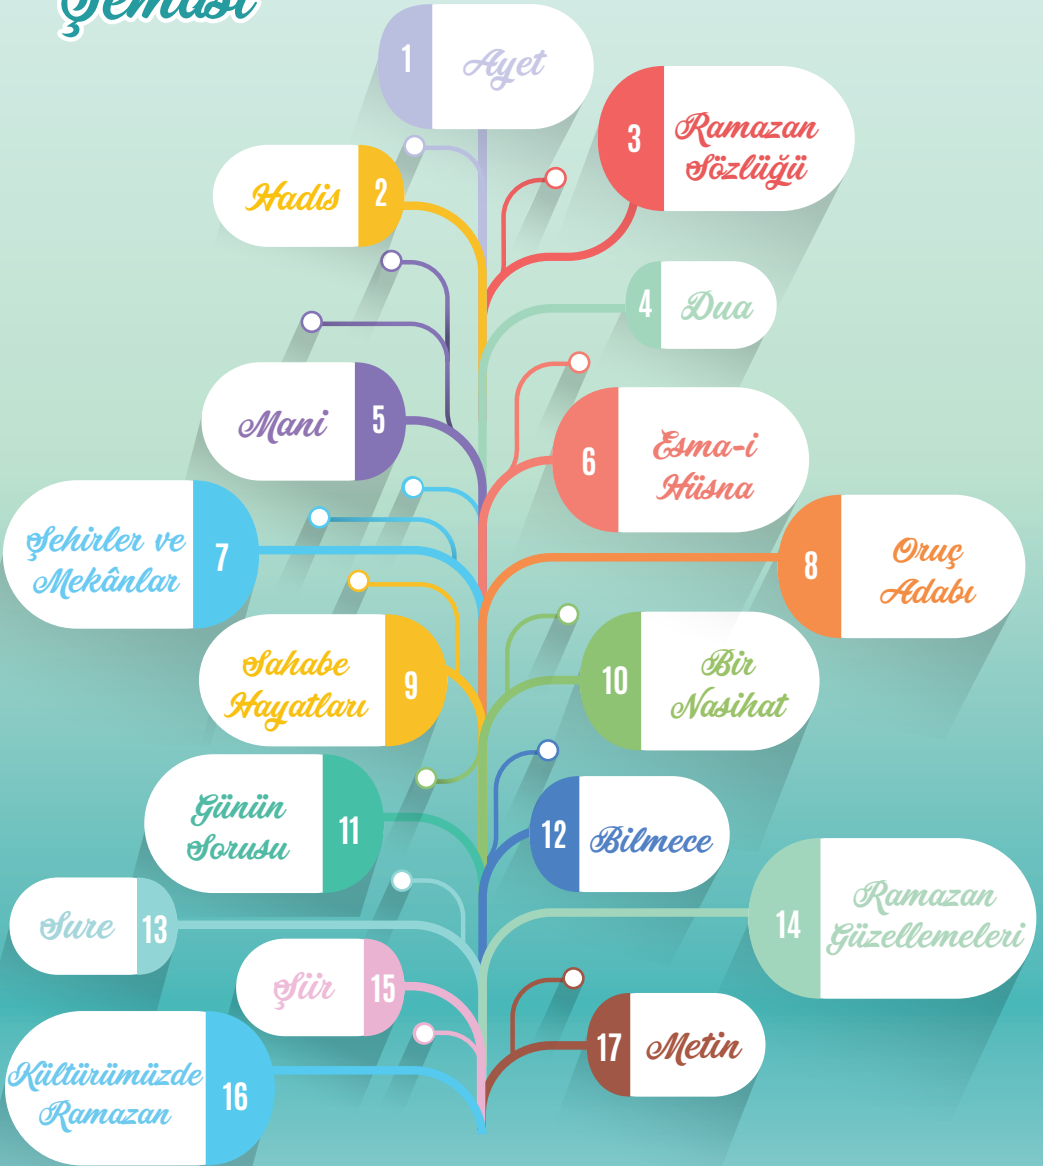 Şeması
1
Ayet
Hadis
2
3
Ramazan
Sözlüğü
4
Dua
Mani
5
6
Esma-i
Hüsna
Şehirler ve
Mekânlar
7
8
Oruç
Adabı
Sahabe
Hayatları
9
10
Bir
Nasihat
Günün
Sorusu
11
12
Bilmece
Sure
13
14
Ramazan
Güzellemeleri
Şiir
15
Kültürümüzde
Ramazan
16
17
Metin